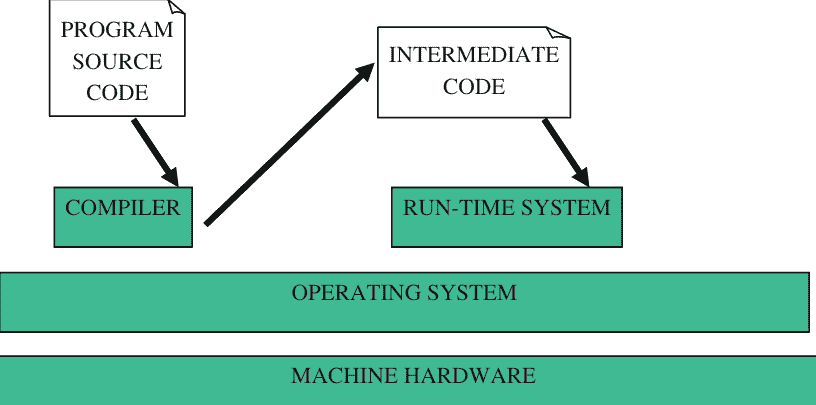 PROGRAM
SOURCE
CODE
INTERMEDIATE
CODE
COMPILER
RUN-TIME SYSTEM
OPERATING SYSTEM
MACHINE HARDWARE